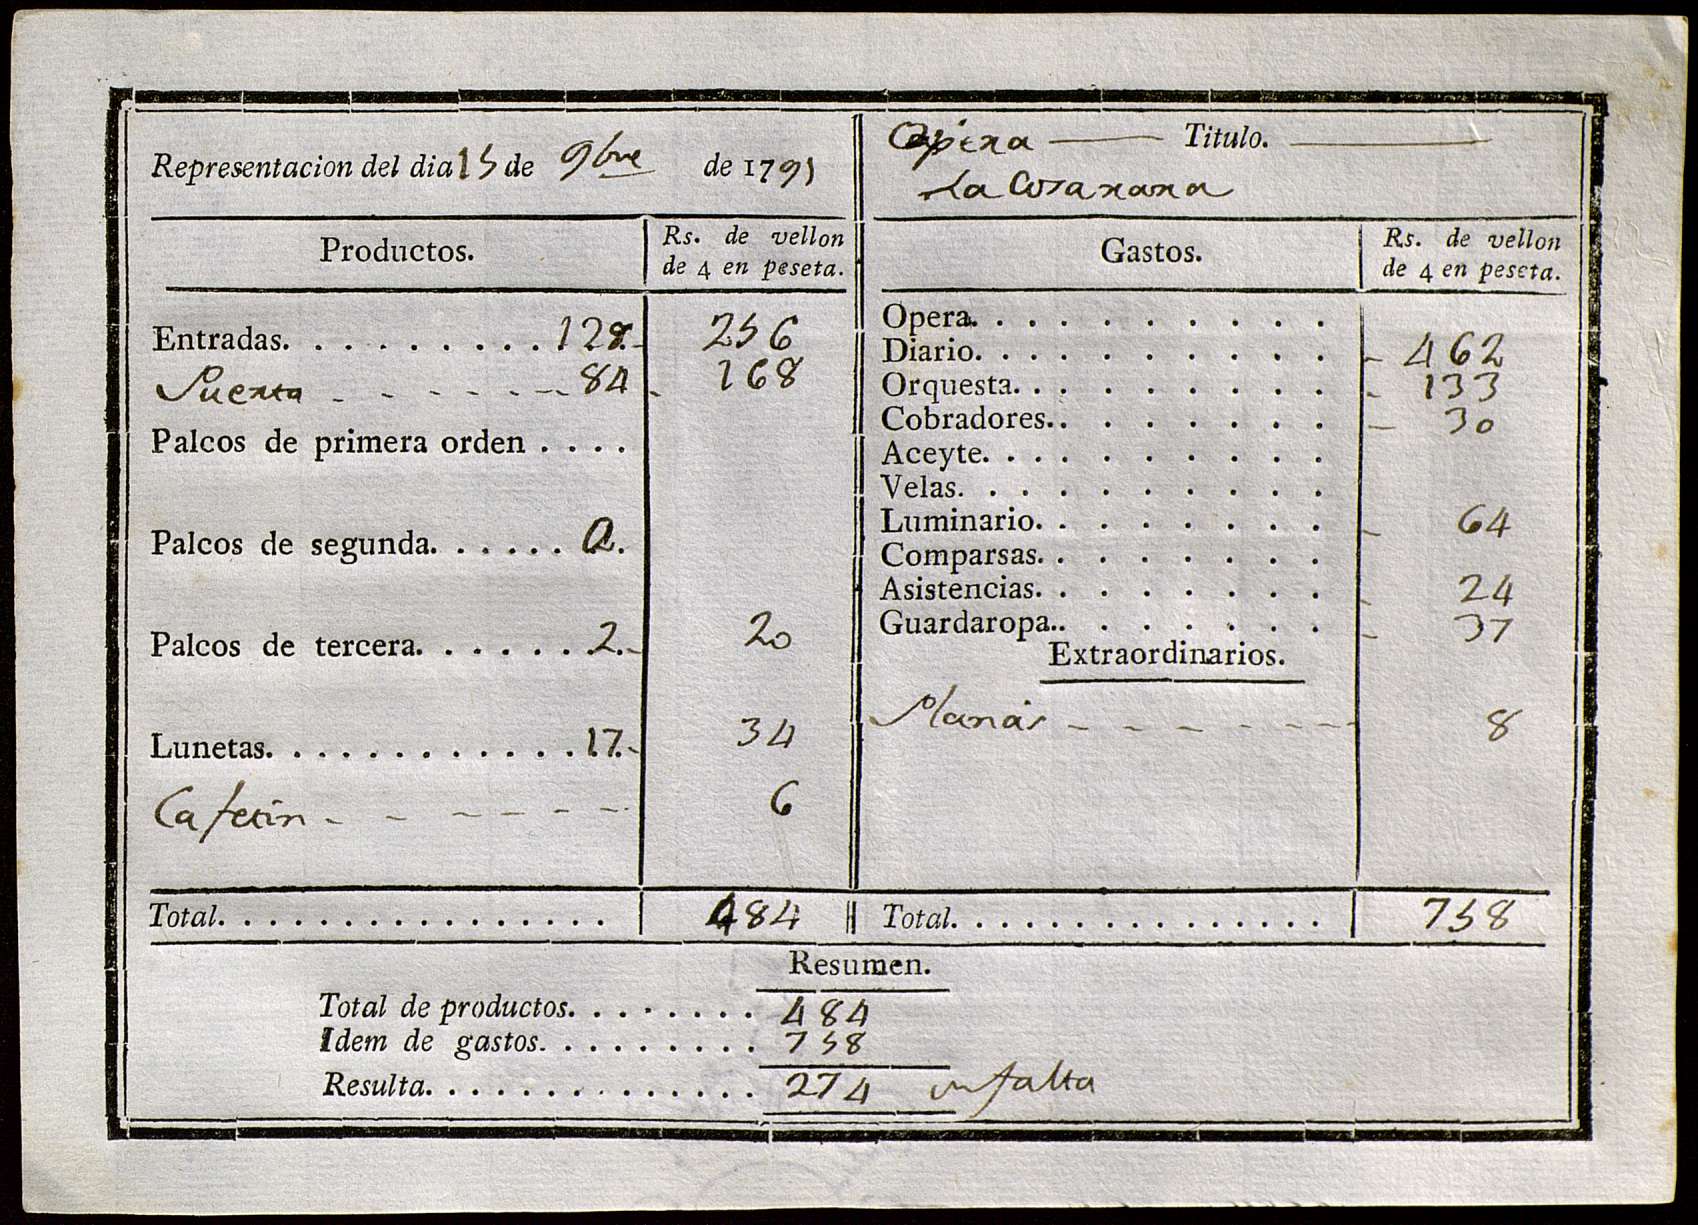 Representacion del dia 15 de 9bre de 1791
Opera Titulo.
La Cosa rara
Productos.
Rs. de vellon
de 4 en peseta.
Entradas. . . . . . . . . . 128. 256
Puerta - - - - - - 84 168
Palcos de primera orden . . . .
Palcos de segunda. . . . . . 0.
Palcos de tercera. . . . . . . 2. 20
Lunetas. . . . . . . . . . . . 17. 34
Cafetin - - - - - - 6
Total. . . . . . . . . . . . . . . . . 484
Gastos.
Rs. de vellon
de 4 en peseta.
Opera. . . . . . . . . .
Diario. . . . . . . . . . 462
Orquesta. . . . . . . . . 133
Cobradores. . . . . . . . 30
Aceyte. . . . . . . . . .
Velas. . . . . . . . . .
Luminario. . . . . . . . 64
Comparsas. . . . . . . .
Asistencias. . . . . . . . 24
Guardaropa. . . . . . . . 37
Extraordinarios.
- - - - - - 8
Total. . . . . . . . . . . . . . . 758
Resumen.
Total de productos. . . . . . . . 484
Idem de gastos. . . . . . . . . 758
Resulta. . . . . . . . . . . . . . 274 falta